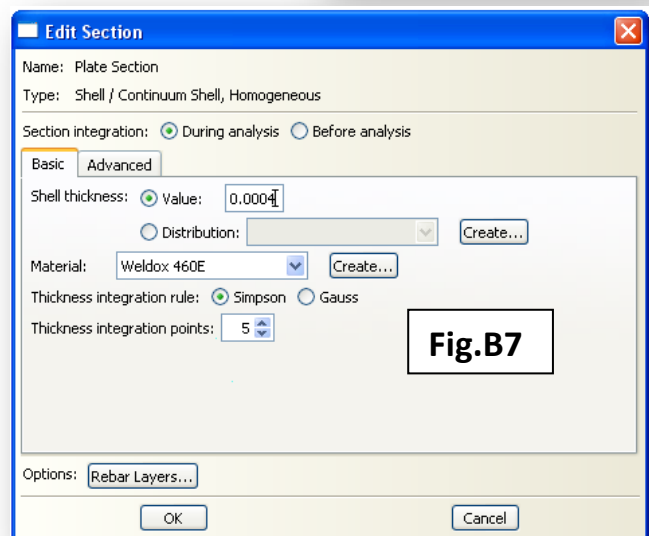 Edit Section
Name: Plate Section
Type: Shell / Continuum Shell, Homogeneous
Section integration: During analysis Before analysis
Basic Advanced
Shell thickness: Value: 0.0004
Distribution: Create...
Material: Weldox 460E Create...
Thickness integration rule: Simpson Gauss
Thickness integration points: 5
Fig.B7
Options: Rebar Layers...
OK Cancel